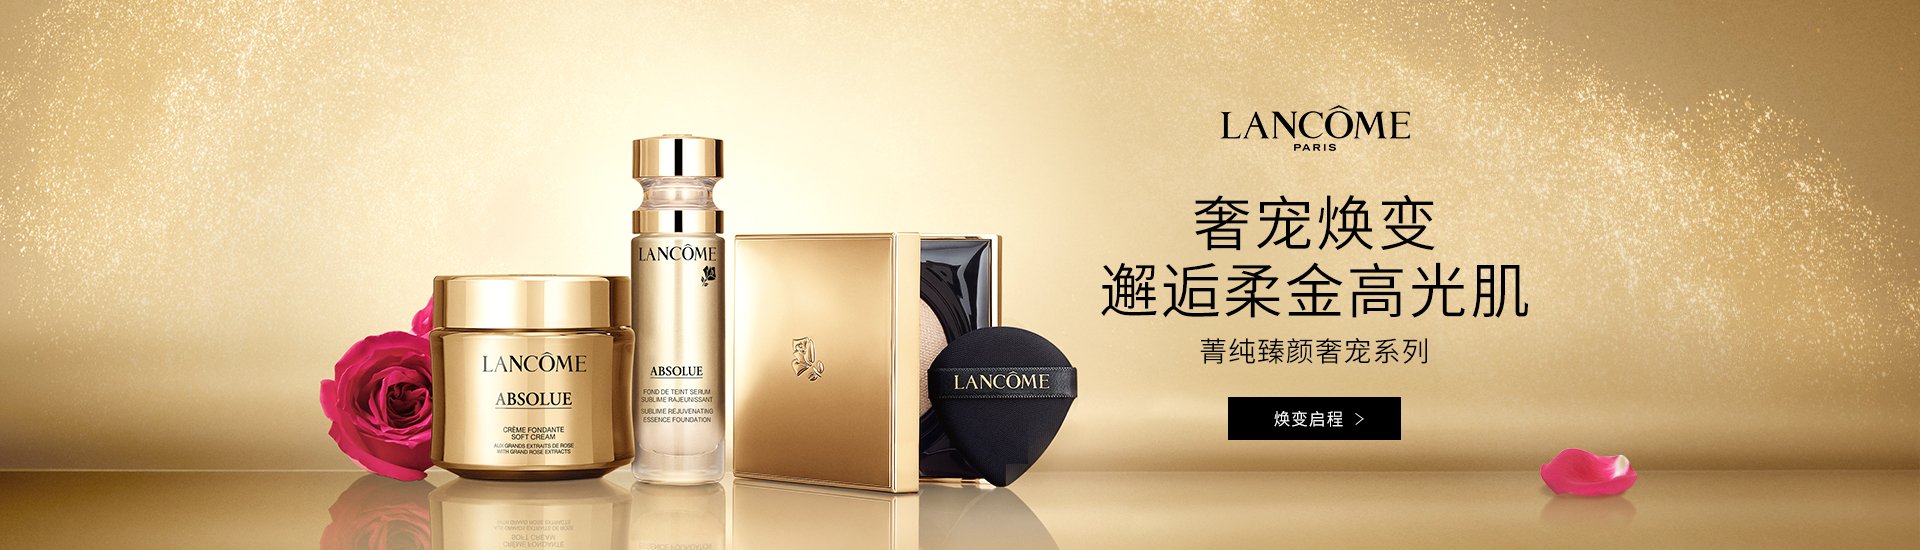 LANCÔME
PARIS
奢宠焕变
邂逅柔金高光肌
菁纯臻颜奢宠系列
焕变启程 >
LANCÔME
ABSOLUE
CRÈME FONDANTE
SOFT CREAM
AUX GRANDS EXTRAITS DE ROSE
WITH GRAND ROSE EXTRACTS
LANCÔME
ABSOLUE
FOND DE TEINT SERUM
SUBLIME RAJEUNISSANT
SUBLIME REJUVENATING
ESSENCE FOUNDATION
LANCÔME